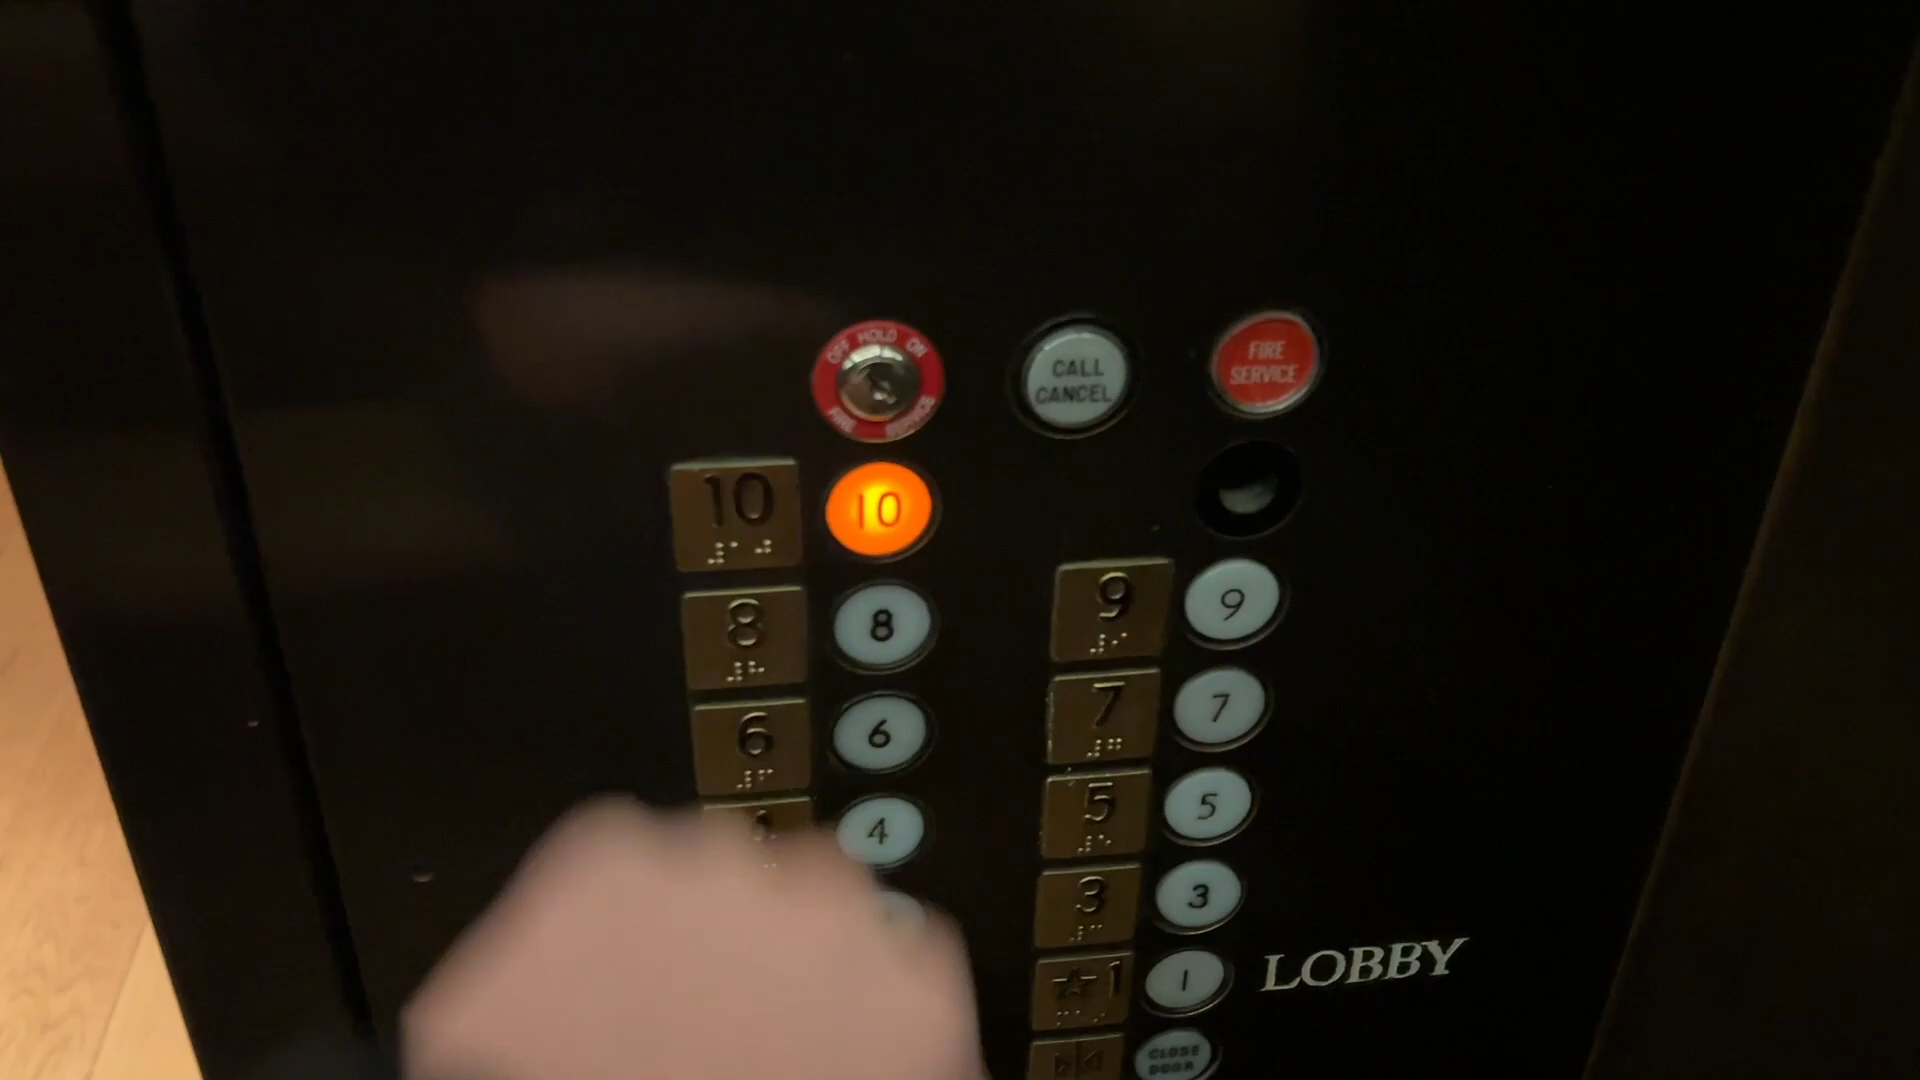 OFF HOLD ON
FIRE SERVICE
CALL
CANCEL
FIRE
SERVICE
10
10
9
9
8
8
7
7
6
6
5
5
4
3
3
★1
1
LOBBY
CLOSE
DOOR